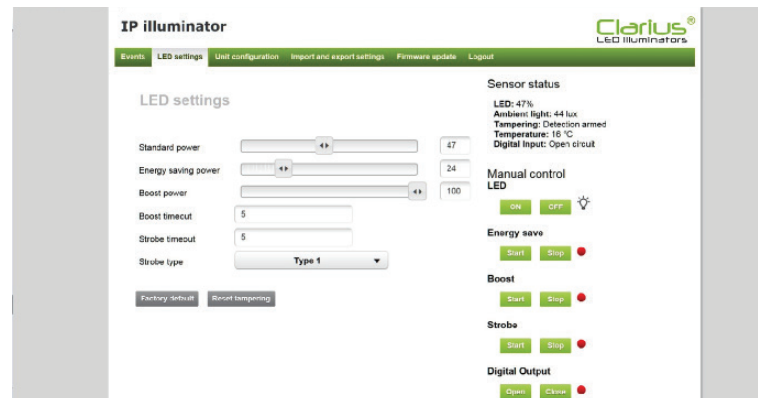 IP illuminator
Clarius®
LED Illuminators
Events LED settings Unit configuration Import and export settings Firmware update Logout
LED settings
Standard power 47
Energy saving power 24
Boost power 100
Boost timeout 5
Strobe timeout 5
Strobe type Type 1
Factory default Reset tampering
Sensor status
LED: 47%
Ambient light: 44 lux
Tampering: Detection armed
Temperature: 16 °C
Digital Input: Open circuit
Manual control
LED
ON OFF
Energy save
Start Stop
Boost
Start Stop
Strobe
Start Stop
Digital Output
Open Close